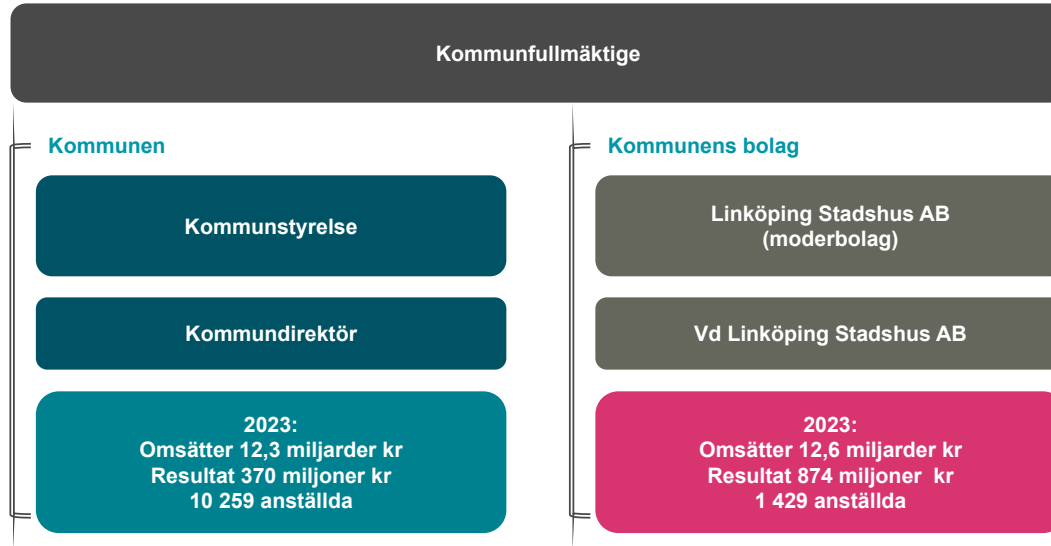 Kommunfullmäktige
Kommunen
Kommunstyrelse
Kommundirektör
2023:
Omsätter 12,3 miljarder kr
Resultat 370 miljoner kr
10 259 anställda
Kommunens bolag
Linköping Stadshus AB
(moderbolag)
Vd Linköping Stadshus AB
2023:
Omsätter 12,6 miljarder kr
Resultat 874 miljoner kr
1 429 anställda